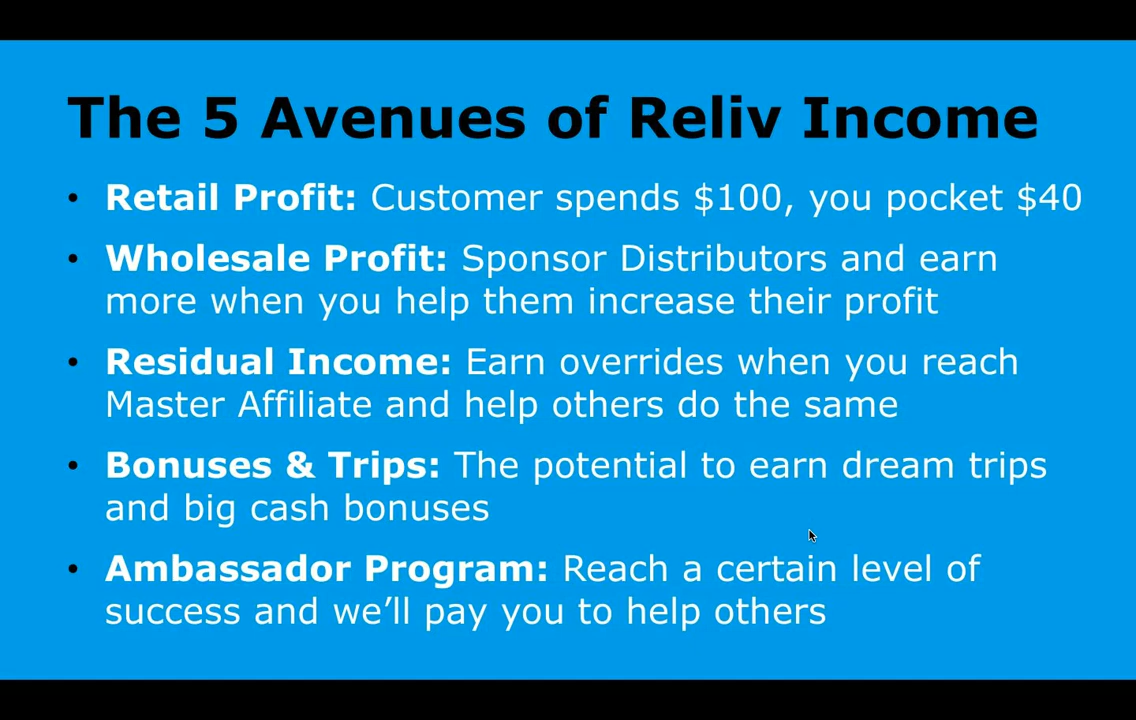 The 5 Avenues of Reliv Income
• Retail Profit: Customer spends $100, you pocket $40
• Wholesale Profit: Sponsor Distributors and earn
more when you help them increase their profit
• Residual Income: Earn overrides when you reach
Master Affiliate and help others do the same
• Bonuses & Trips: The potential to earn dream trips
and big cash bonuses
• Ambassador Program: Reach a certain level of
success and we’ll pay you to help others